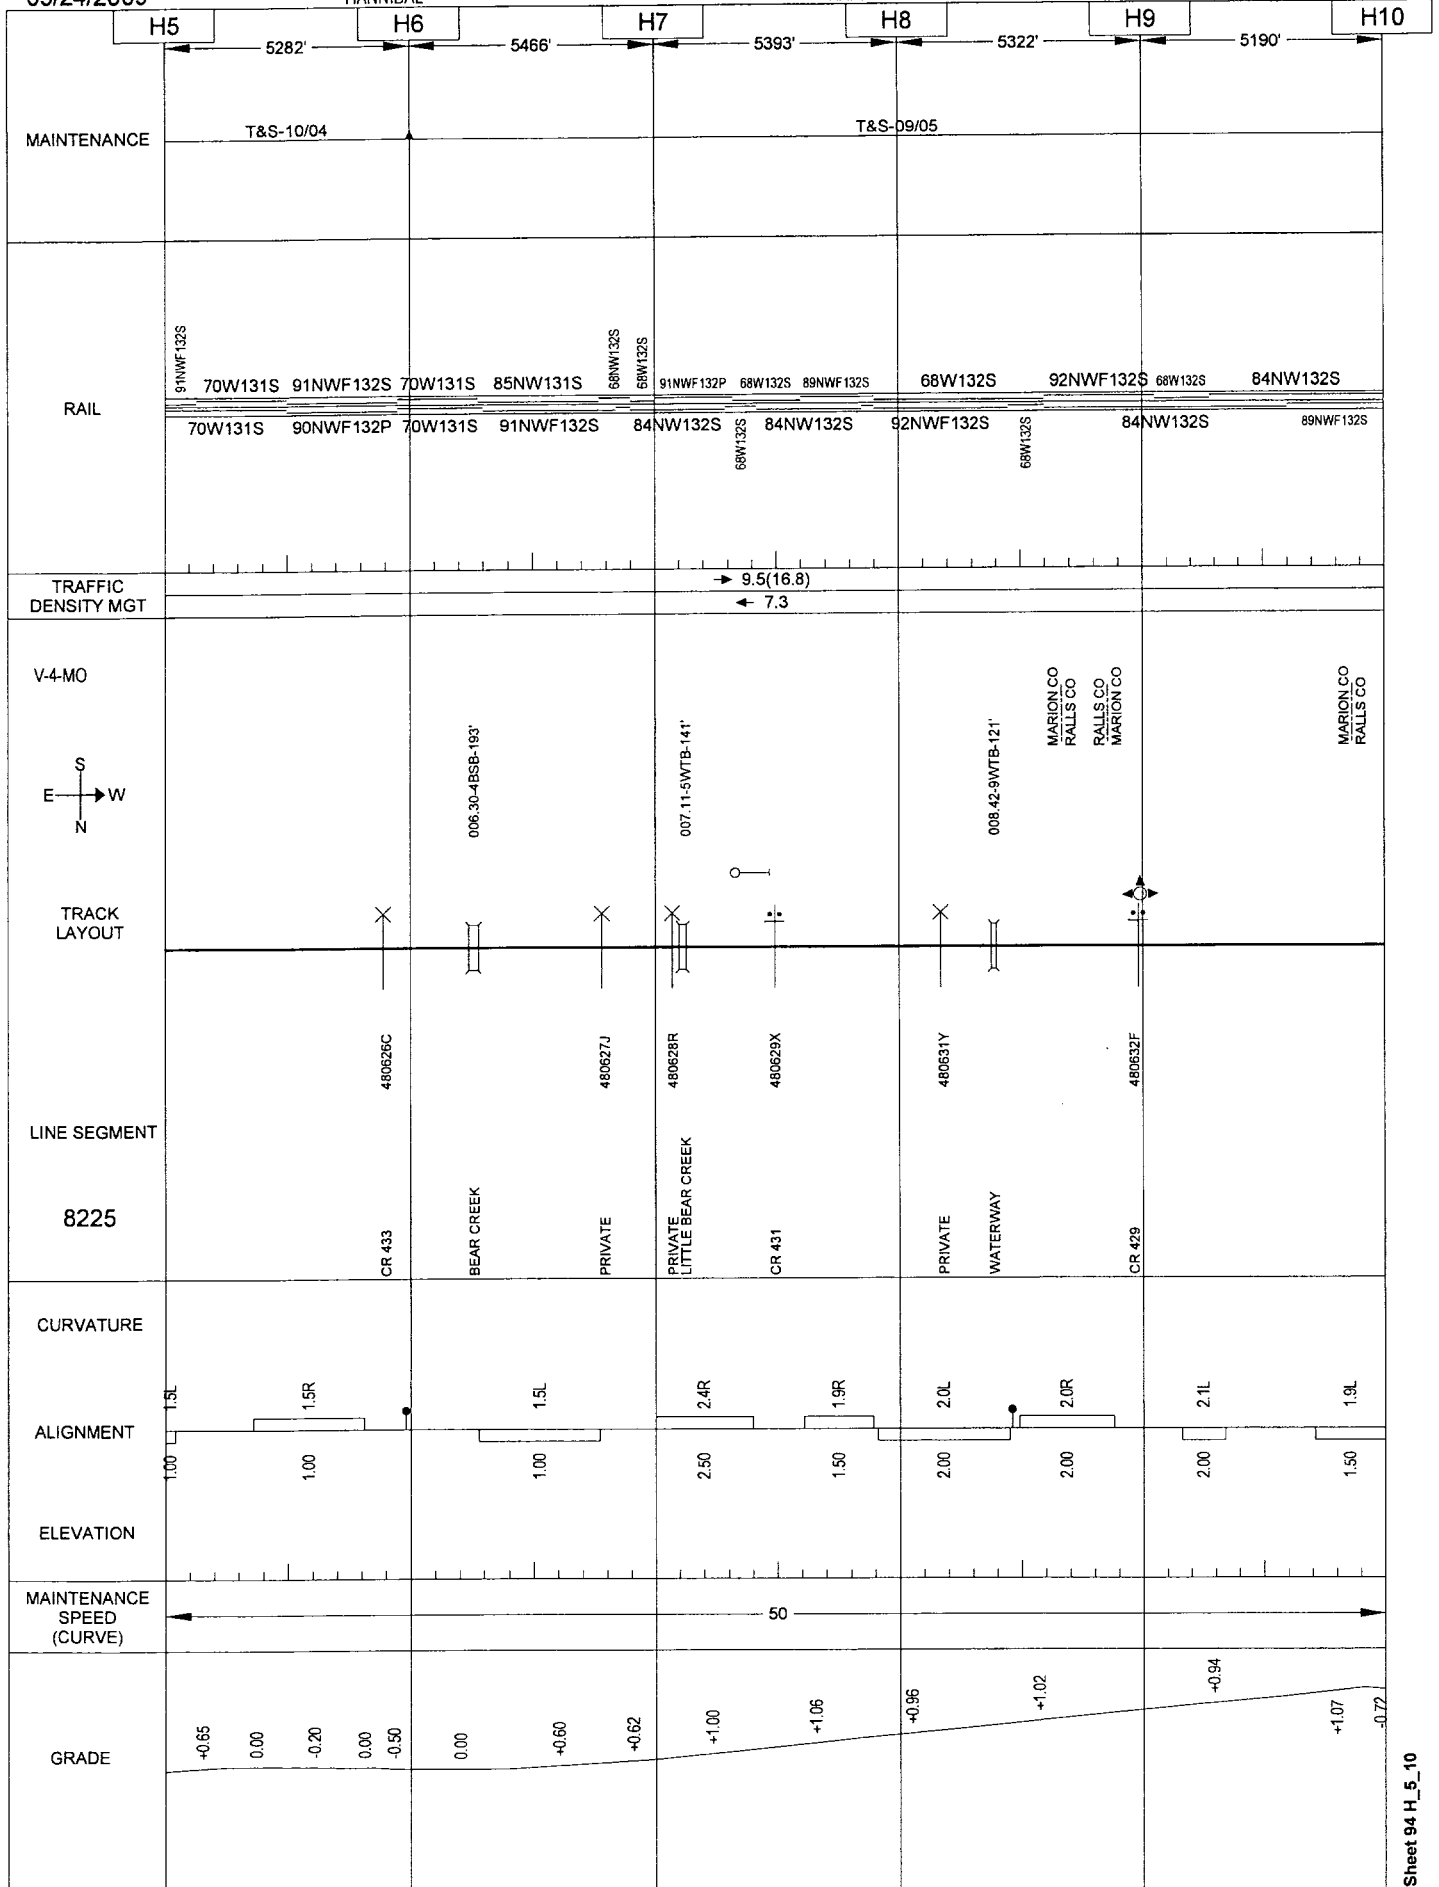 H5 H6 H7 H8 H9 H10
5282' 5466' 5393' 5322' 5190'
MAINTENANCE
T&S-10/04 T&S-09/05
RAIL
91NWF132S 70W131S 91NWF132S 70W131S 85NW131S 68NW132S 68W132S 91NWF132P 68W132S 89NWF132S 68W132S 92NWF132S 68W132S 84NW132S
70W131S 90NWF132P 70W131S 91NWF132S 84NW132S 68W132S 84NW132S 92NWF132S 68W132S 84NW132S 89NWF132S
TRAFFIC
DENSITY MGT
9.5(16.8)
7.3
V-4-MO
S
E W
N
006.30-4BSB-193'
007.11-5WTB-141'
008.42-9WTB-121'
MARION CO
RALLS CO
RALLS CO
MARION CO
MARION CO
RALLS CO
TRACK
LAYOUT
480626C 480627J 480628R 480629X 480631Y 480632F
LINE SEGMENT
8225
CR 433
BEAR CREEK
PRIVATE
PRIVATE
LITTLE BEAR CREEK
CR 431
PRIVATE
WATERWAY
CR 429
CURVATURE
1.5L 1.5R 1.5L 2.4R 1.9R 2.0L 2.0R 2.1L 1.9L
ALIGNMENT
1.00 1.00 1.00 2.50 1.50 2.00 2.00 2.00 1.50
ELEVATION
MAINTENANCE
SPEED
(CURVE)
50
GRADE
+0.65 0.00 -0.20 0.00 -0.50 0.00 +0.60 +0.62 +1.00 +1.06 +0.96 +1.02 +0.94 +1.07 -0.72
Sheet 94 H_5_10